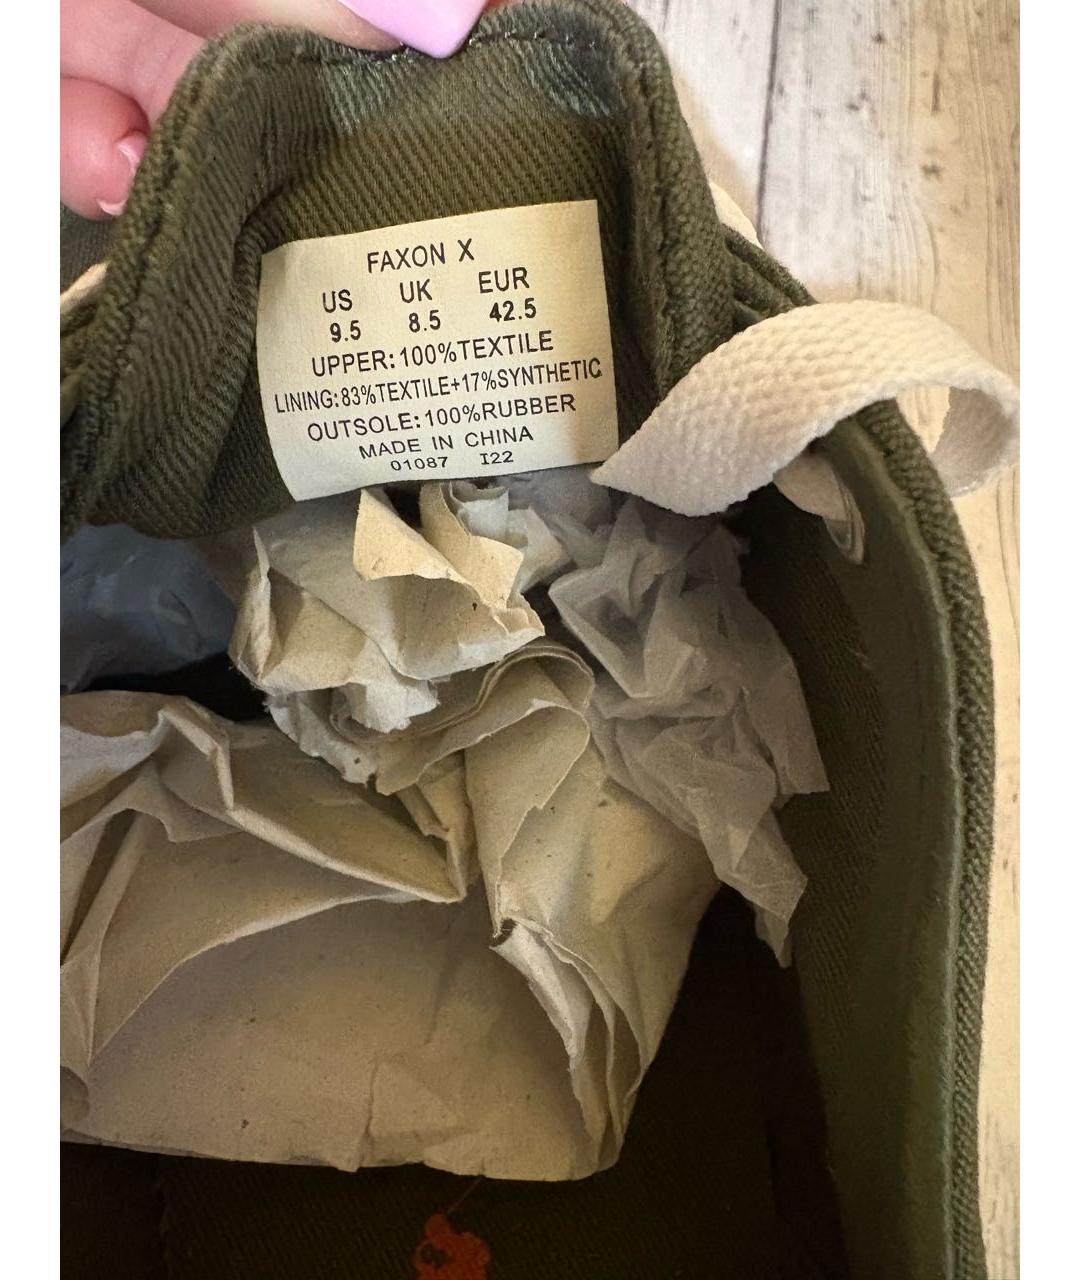 FAXON X
US UK EUR
9.5 8.5 42.5
UPPER:100%TEXTILE
LINING:83%TEXTILE+17%SYNTHETIC
OUTSOLE:100%RUBBER
MADE IN CHINA
01087 I22